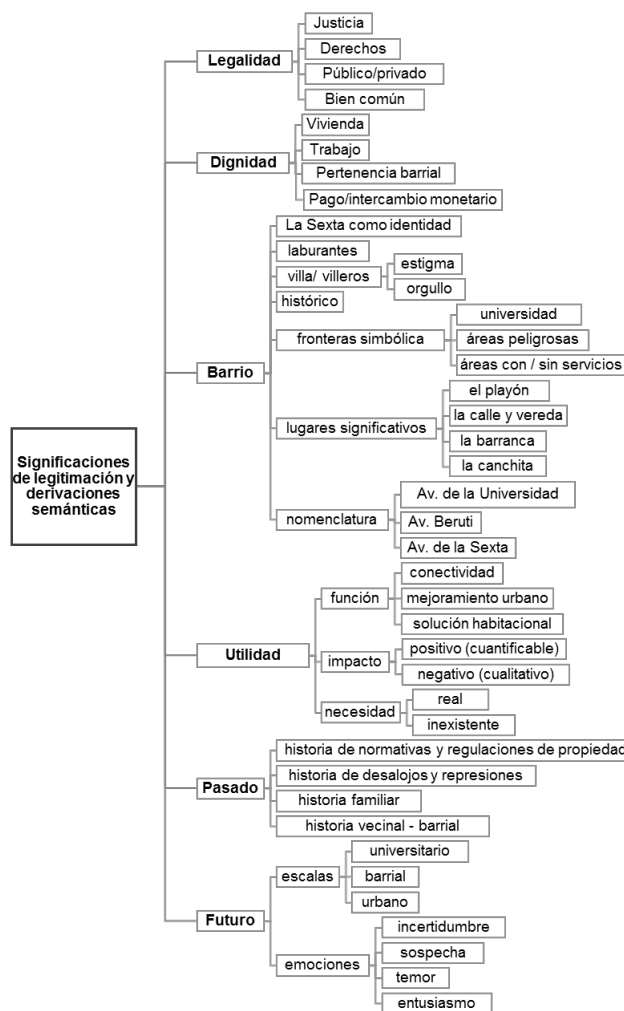 Significaciones
de legitimación y
derivaciones
semánticas
Legalidad
Justicia
Derechos
Público/privado
Bien común
Dignidad
Vivienda
Trabajo
Pertenencia barrial
Pago/intercambio monetario
Barrio
La Sexta como identidad
laburantes
villa/ villeros
estigma
orgullo
histórico
fronteras simbólica
universidad
áreas peligrosas
áreas con / sin servicios
lugares significativos
el playón
la calle y vereda
la barranca
la canchita
nomenclatura
Av. de la Universidad
Av. Beruti
Av. de la Sexta
Utilidad
función
conectividad
mejoramiento urbano
solución habitacional
impacto
positivo (cuantificable)
negativo (cualitativo)
necesidad
real
inexistente
Pasado
historia de normativas y regulaciones de propiedad
historia de desalojos y represiones
historia familiar
historia vecinal - barrial
Futuro
escalas
universitario
barrial
urbano
emociones
incertidumbre
sospecha
temor
entusiasmo